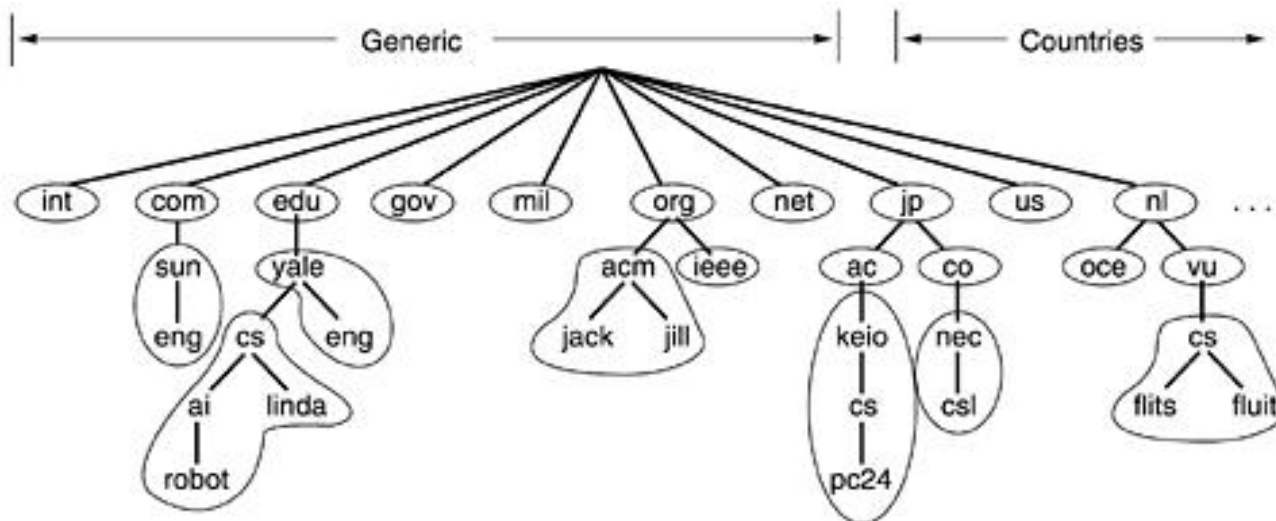 Generic Countries
int com edu gov mil org net jp us nl ...
sun yale acm ieee ac co oce vu
eng cs eng jack jill keio nec cs
ai linda cs csl flits fluit
robot pc24